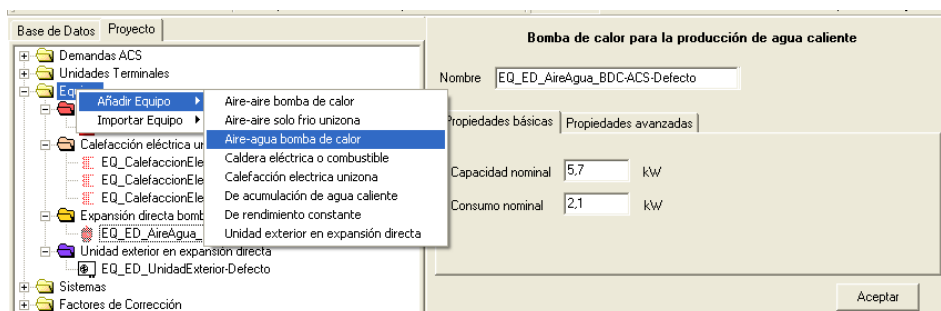 Base de Datos
Proyecto
Demandas ACS
Unidades Terminales
Añadir Equipo
Importar Equipo
Aire-aire bomba de calor
Aire-aire solo frio unizona
Aire-agua bomba de calor
Caldera eléctrica o combustible
Calefacción electrica unizona
De acumulación de agua caliente
De rendimiento constante
Unidad exterior en expansión directa
Calefacción eléctrica
EQ_CalefaccionEle
EQ_CalefaccionEle
EQ_CalefaccionEle
Expansión directa bomb
EQ_ED_AireAgua_
Unidad exterior en expansión directa
EQ_ED_UnidadExterior-Defecto
Sistemas
Factores de Corrección
Bomba de calor para la producción de agua caliente
Nombre EQ_ED_AireAgua_BDC-ACS-Defecto
Propiedades básicas Propiedades avanzadas
Capacidad nominal 5,7 kW
Consumo nominal 2,1 kW
Aceptar